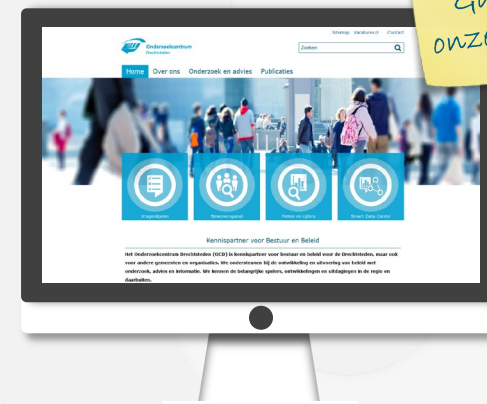 onze
Sitemap Vacatures Contact
Onderzoekcentrum
Drechtsteden
Zoeken
Home Over ons Onderzoek en advies Publicaties
Vragenlijsten Bewonerspanel Feiten en cijfers Smart Data Center
Kennispartner voor Bestuur en Beleid
Het Onderzoekcentrum Drechtsteden (OCD) is kennispartner voor bestuur en beleid voor de Drechtsteden, maar ook
voor andere gemeenten en organisaties. We ondersteunen bij de ontwikkeling en uitvoering van beleid met
onderzoek, advies en informatie. We kennen de belangrijke spelers, ontwikkelingen en uitdagingen in de regio en
daarbuiten.